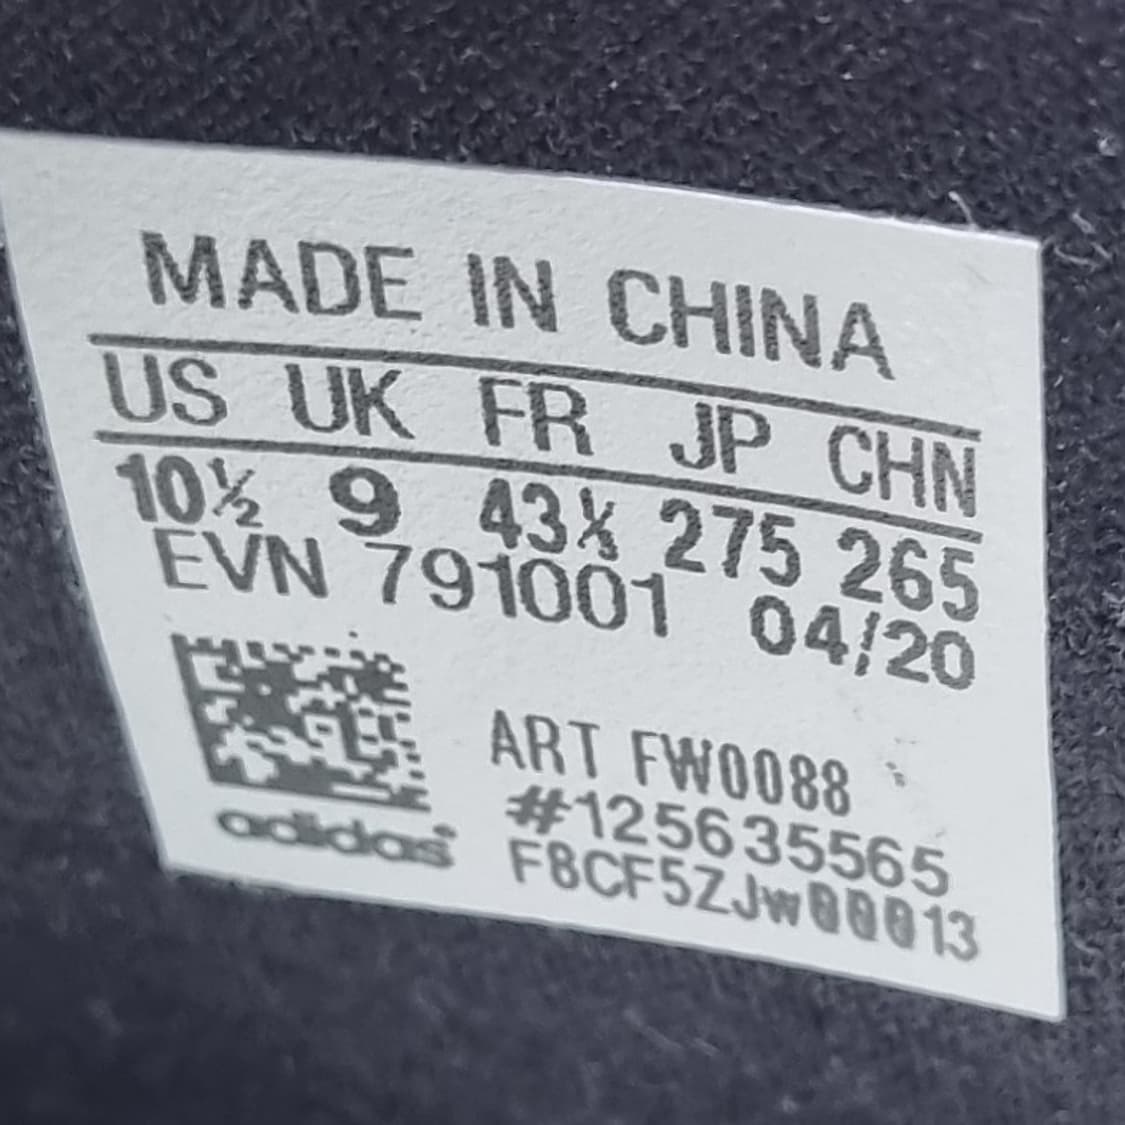 MADE IN CHINA
US UK FR JP CHN
10½ 9 43⅓ 275 265
EVN 791001 04/20
ART FW0088
#125635565
adidas
F8CF5ZJw00013